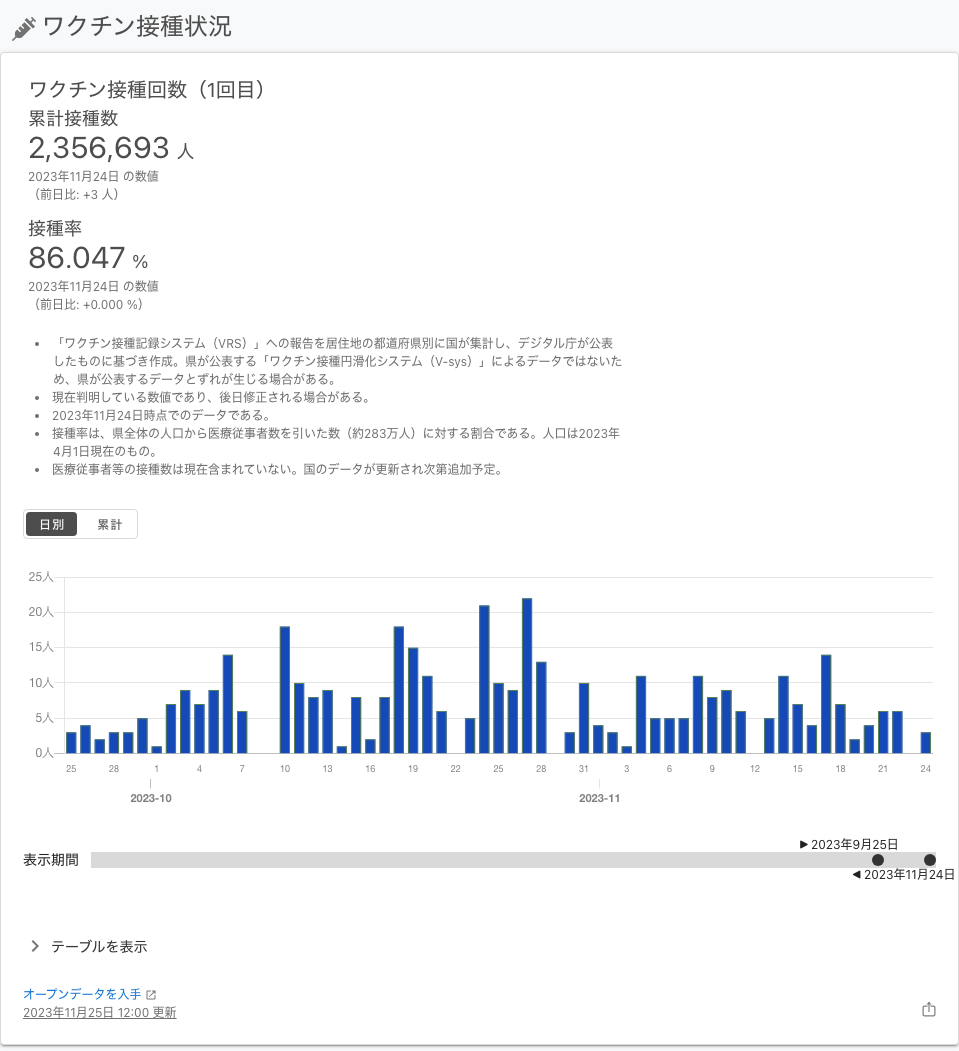 ワクチン接種状況
ワクチン接種回数（1回目）
累計接種数
2,356,693 人
2023年11月24日 の数値
（前日比: +3 人）
接種率
86.047 %
2023年11月24日 の数値
（前日比: +0.000 %）
• 「ワクチン接種記録システム（VRS）」への報告を居住地の都道府県別に国が集計し、デジタル庁が公表
したものに基づき作成。県が公表する「ワクチン接種円滑化システム（V-sys）」によるデータではないた
め、県が公表するデータとずれが生じる場合がある。
• 現在判明している数値であり、後日修正される場合がある。
• 2023年11月24日時点でのデータである。
• 接種率は、県全体の人口から医療従事者数を引いた数（約283万人）に対する割合である。人口は2023年
4月1日現在のもの。
• 医療従事者等の接種数は現在含まれていない。国のデータが更新され次第追加予定。
日別 累計
25人
20人
15人
10人
5人
0人
25 28 1 4 7 10 13 16 19 22 25 28 31 3 6 9 12 15 18 21 24
2023-10 2023-11
▶ 2023年9月25日
表示期間
◀ 2023年11月24日
テーブルを表示
オープンデータを入手
2023年11月25日 12:00 更新